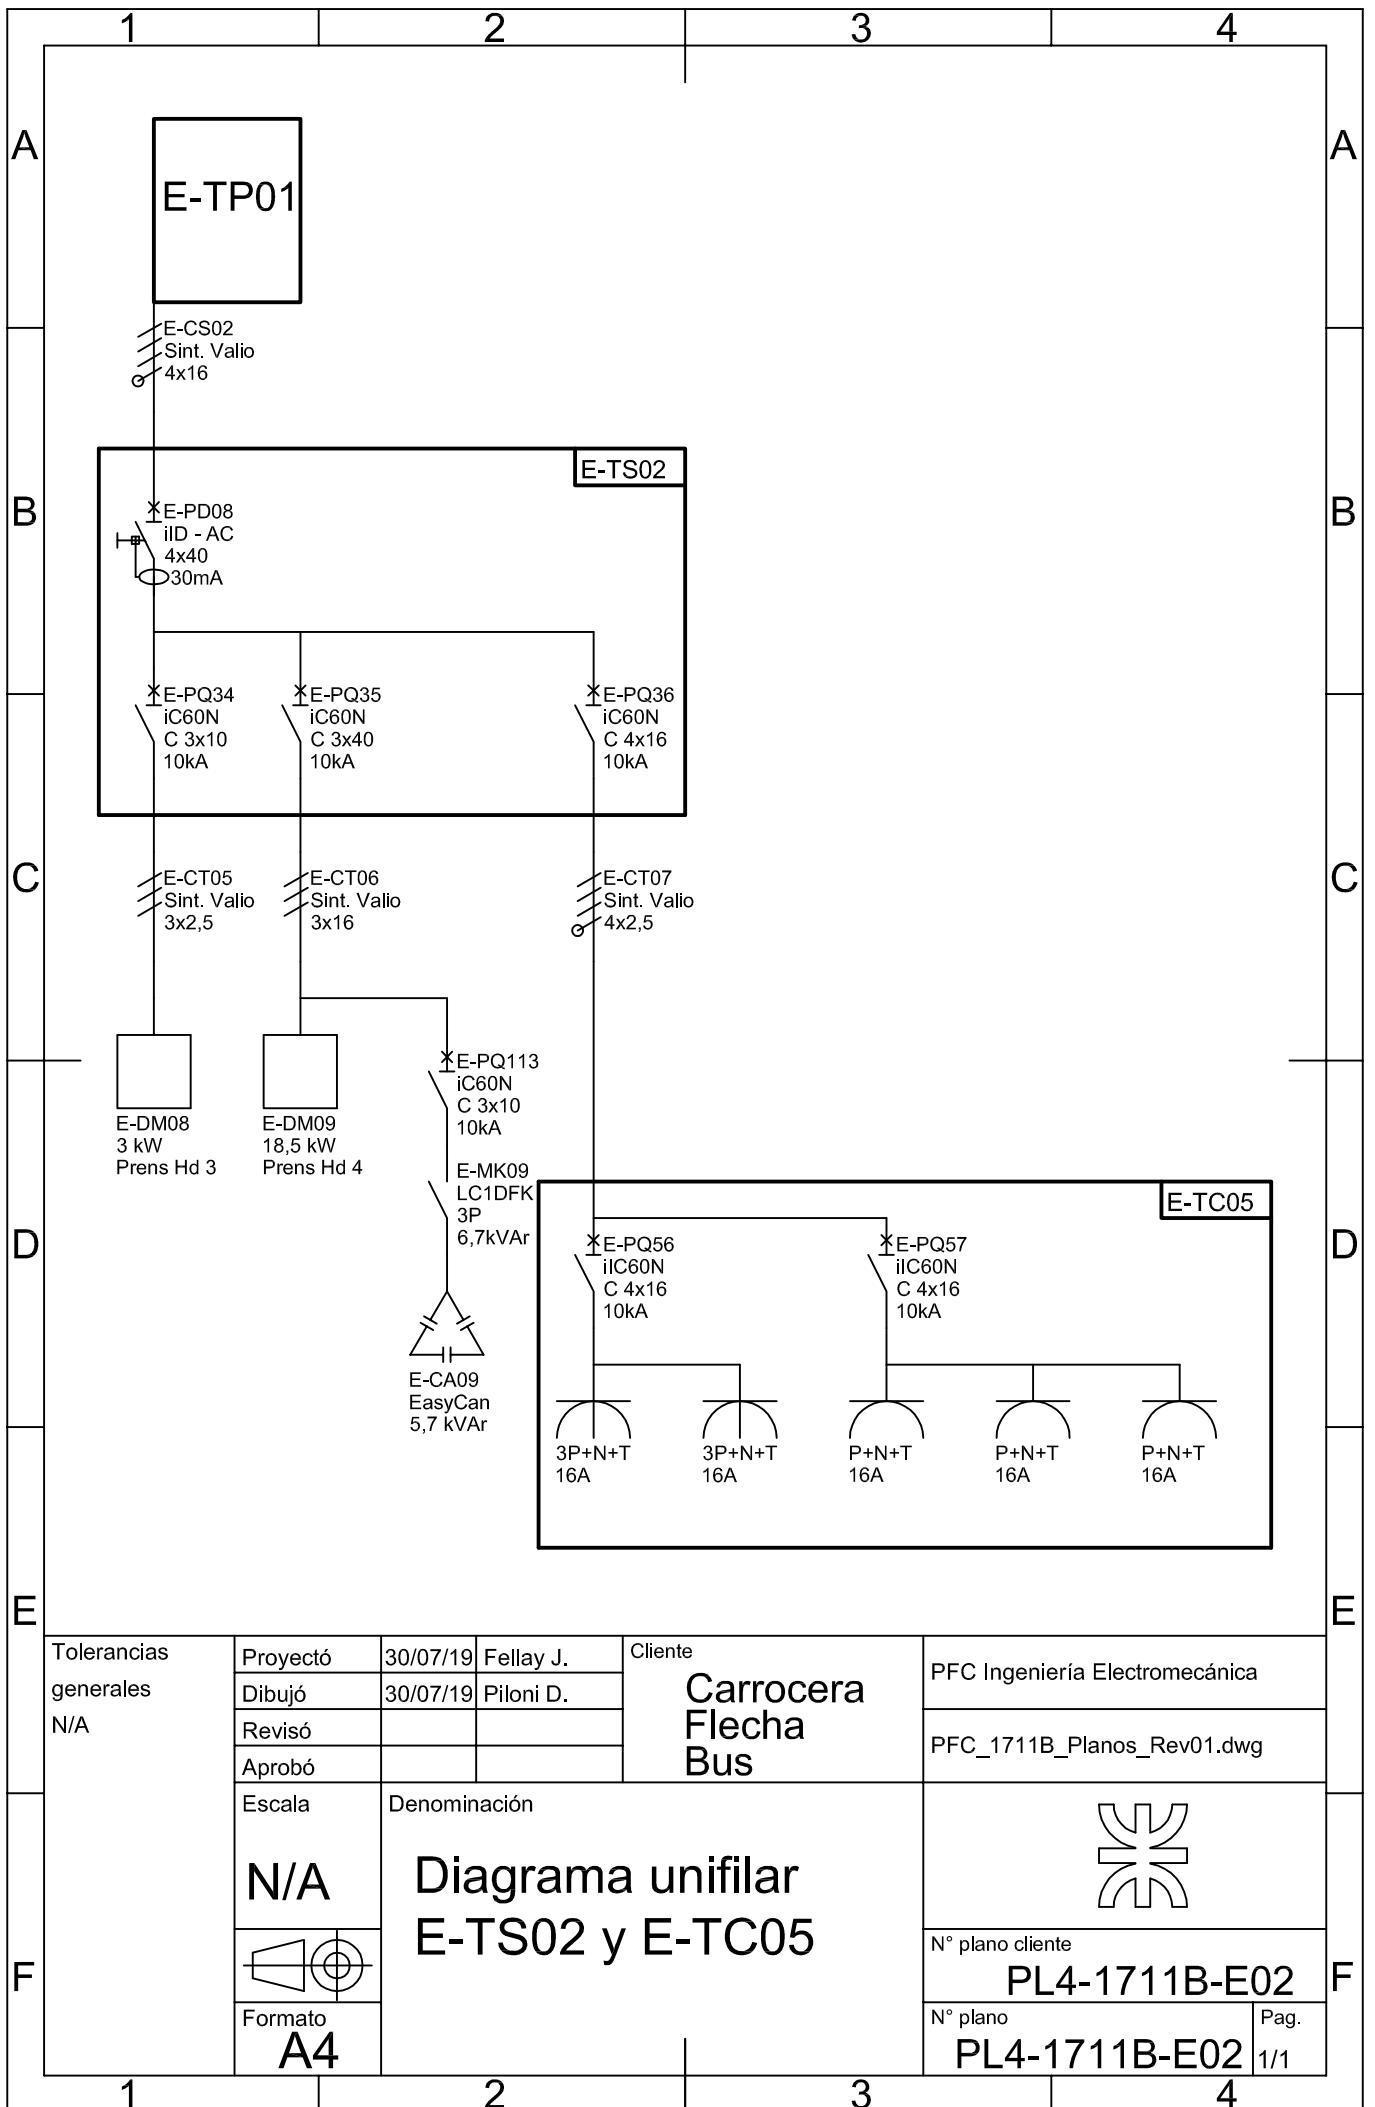 1 2 3 4
A A
E-TP01
E-CS02
Sint. Valio
4x16
E-TS02
B B
E-PD08
iID - AC
4x40
30mA
E-PQ34
iC60N
C 3x10
10kA
E-PQ35
iC60N
C 3x40
10kA
E-PQ36
iC60N
C 4x16
10kA
C C
E-CT05
Sint. Valio
3x2,5
E-CT06
Sint. Valio
3x16
E-CT07
Sint. Valio
4x2,5
E-DM08
3 kW
Prens Hd 3
E-DM09
18,5 kW
Prens Hd 4
E-PQ113
iC60N
C 3x10
10kA
E-MK09
LC1DFK
3P
6,7kVAr
E-CA09
EasyCan
5,7 kVAr
D D
E-TC05
E-PQ56
iIC60N
C 4x16
10kA
E-PQ57
iIC60N
C 4x16
10kA
3P+N+T
16A
3P+N+T
16A
P+N+T
16A
P+N+T
16A
P+N+T
16A
E E
Tolerancias
generales
N/A
Proyectó 30/07/19 Fellay J.
Dibujó 30/07/19 Piloni D.
Revisó
Aprobó
Cliente
Carrocera
Flecha
Bus
PFC Ingeniería Electromecánica
PFC_1711B_Planos_Rev01.dwg
Escala
N/A
Denominación
Diagrama unifilar
E-TS02 y E-TC05
Formato
A4
N° plano cliente
PL4-1711B-E02
N° plano
PL4-1711B-E02
Pag.
1/1
F F
1 2 3 4